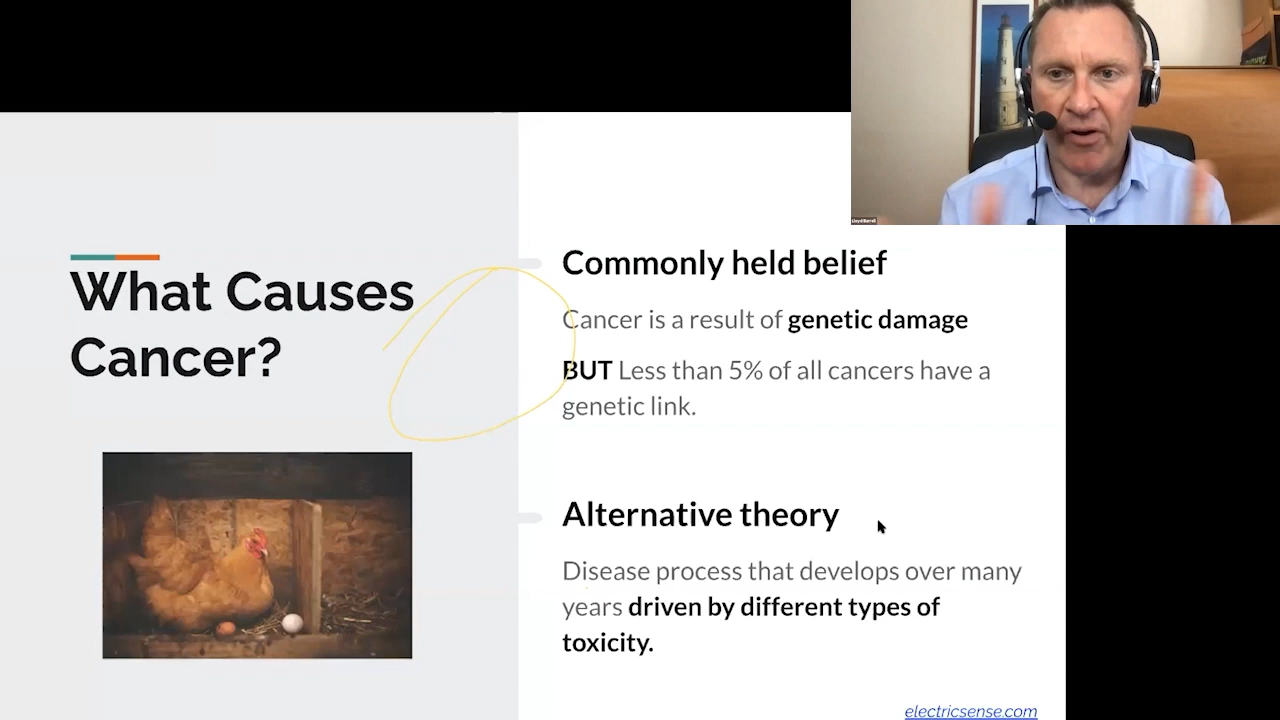 What Causes
Cancer?
Commonly held belief
Cancer is a result of genetic damage
BUT Less than 5% of all cancers have a
genetic link.
Alternative theory
Disease process that develops over many
years driven by different types of
toxicity.
electricsense.com